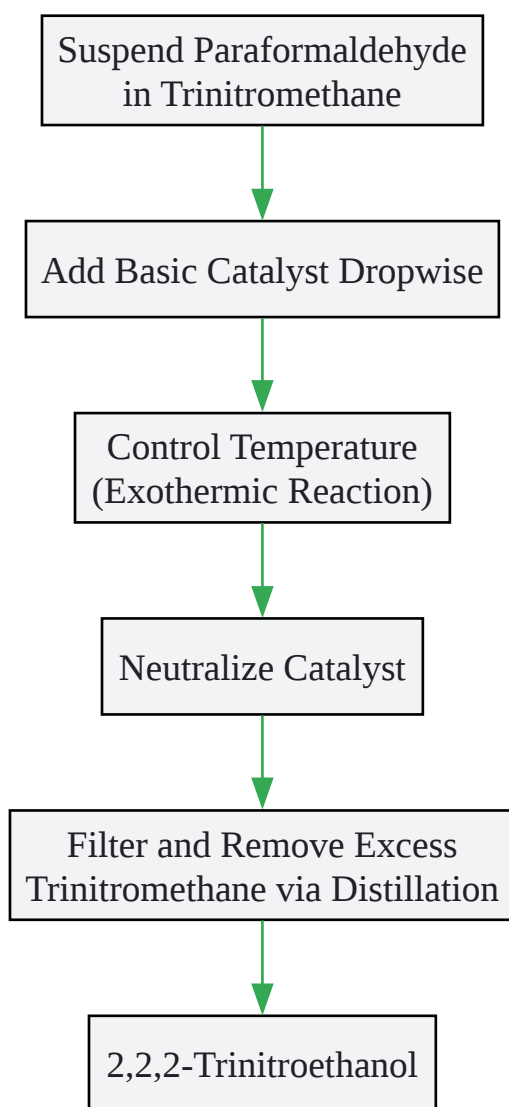 Suspend Paraformaldehyde
in Trinitromethane
Add Basic Catalyst Dropwise
Control Temperature
(Exothermic Reaction)
Neutralize Catalyst
Filter and Remove Excess
Trinitromethane via Distillation
2,2,2-Trinitroethanol